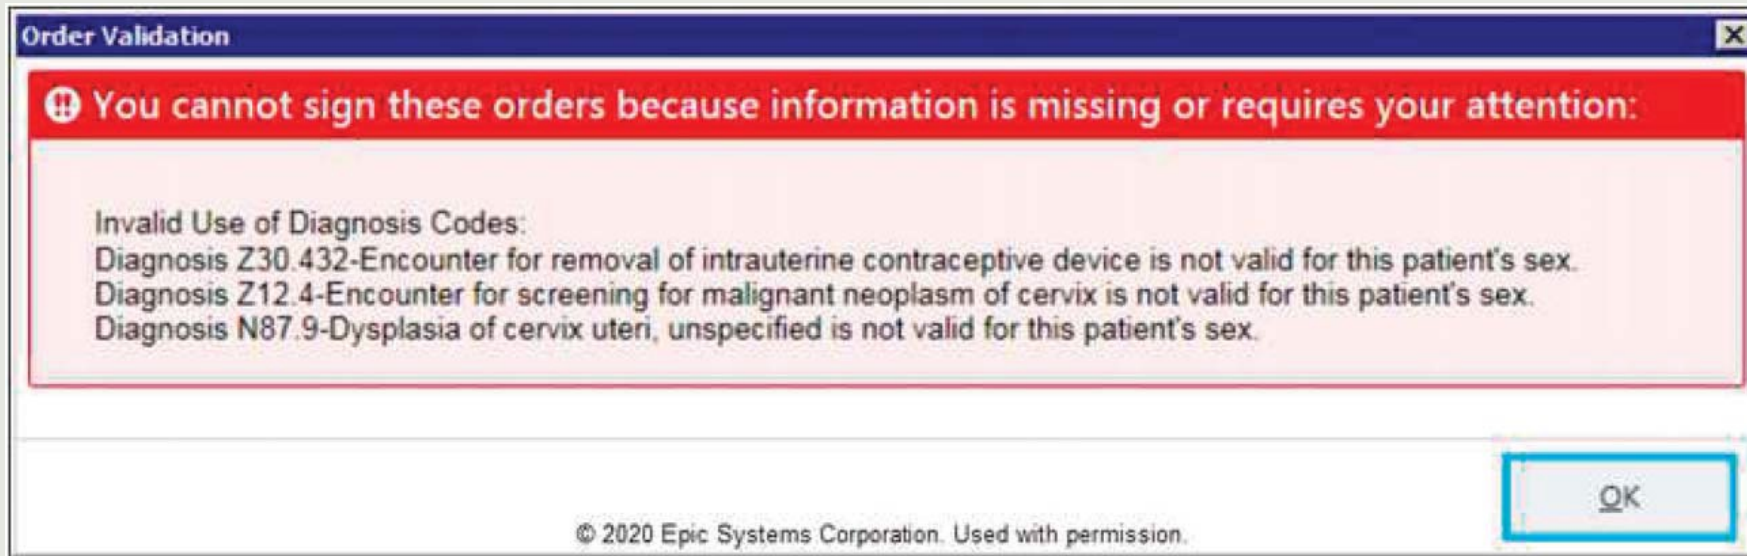 Order Validation
You cannot sign these orders because information is missing or requires your attention:
Invalid Use of Diagnosis Codes:
Diagnosis Z30.432-Encounter for removal of intrauterine contraceptive device is not valid for this patient's sex.
Diagnosis Z12.4-Encounter for screening for malignant neoplasm of cervix is not valid for this patient's sex.
Diagnosis N87.9-Dysplasia of cervix uteri, unspecified is not valid for this patient's sex.
OK
© 2020 Epic Systems Corporation. Used with permission.